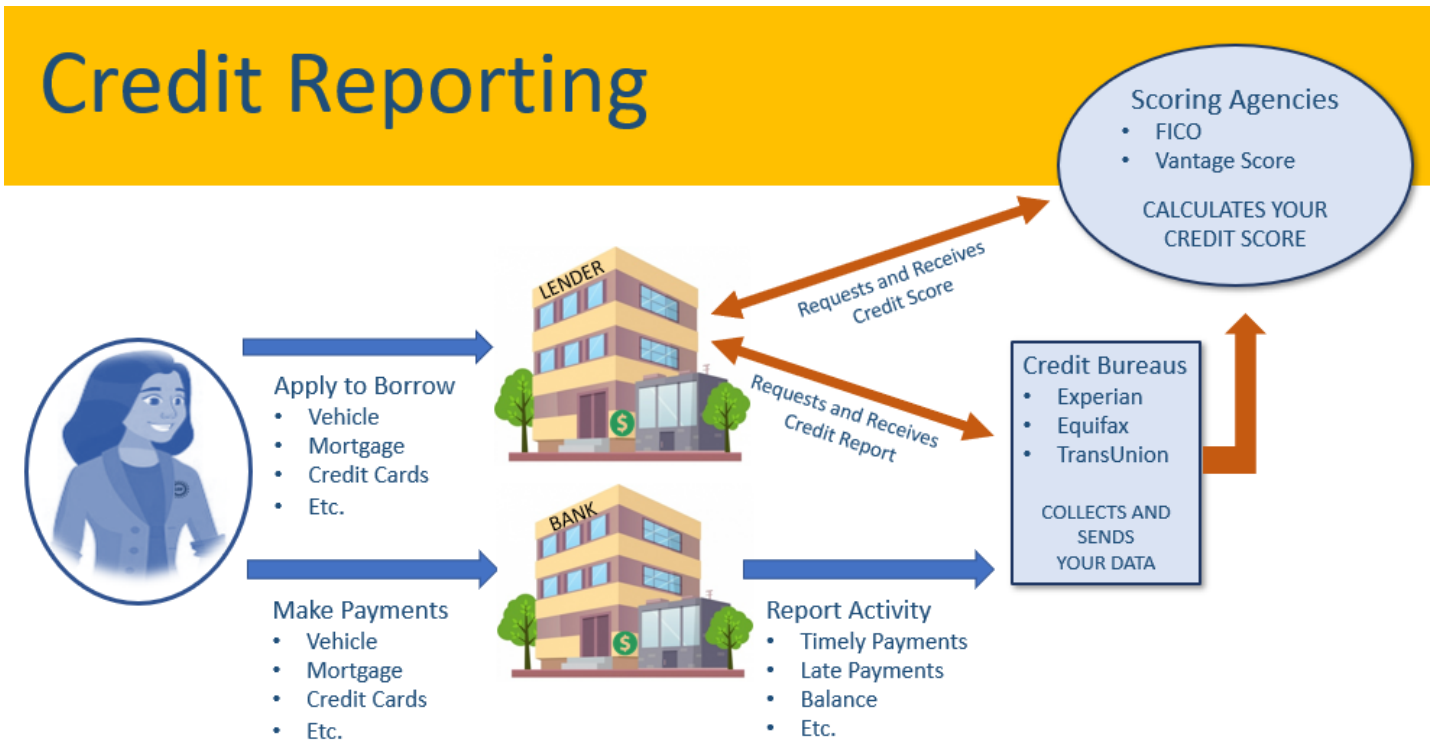 Credit Reporting
Scoring Agencies
• FICO
• Vantage Score
CALCULATES YOUR
CREDIT SCORE
LENDER
Requests and Receives
Credit Score
Apply to Borrow
• Vehicle
• Mortgage
• Credit Cards
• Etc.
Requests and Receives
Credit Report
Credit Bureaus
• Experian
• Equifax
• TransUnion
COLLECTS AND
SENDS
YOUR DATA
$
BANK
$
Make Payments
• Vehicle
• Mortgage
• Credit Cards
• Etc.
Report Activity
• Timely Payments
• Late Payments
• Balance
• Etc.